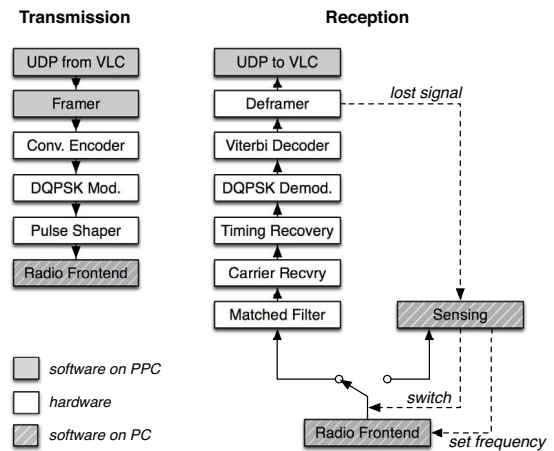 Transmission
Reception
UDP from VLC
Framer
Conv. Encoder
DQPSK Mod.
Pulse Shaper
Radio Frontend
UDP to VLC
Deframer
Viterbi Decoder
DQPSK Demod.
Timing Recovery
Carrier Recvry
Matched Filter
lost signal
Sensing
switch
Radio Frontend
set frequency
software on PPC
hardware
software on PC